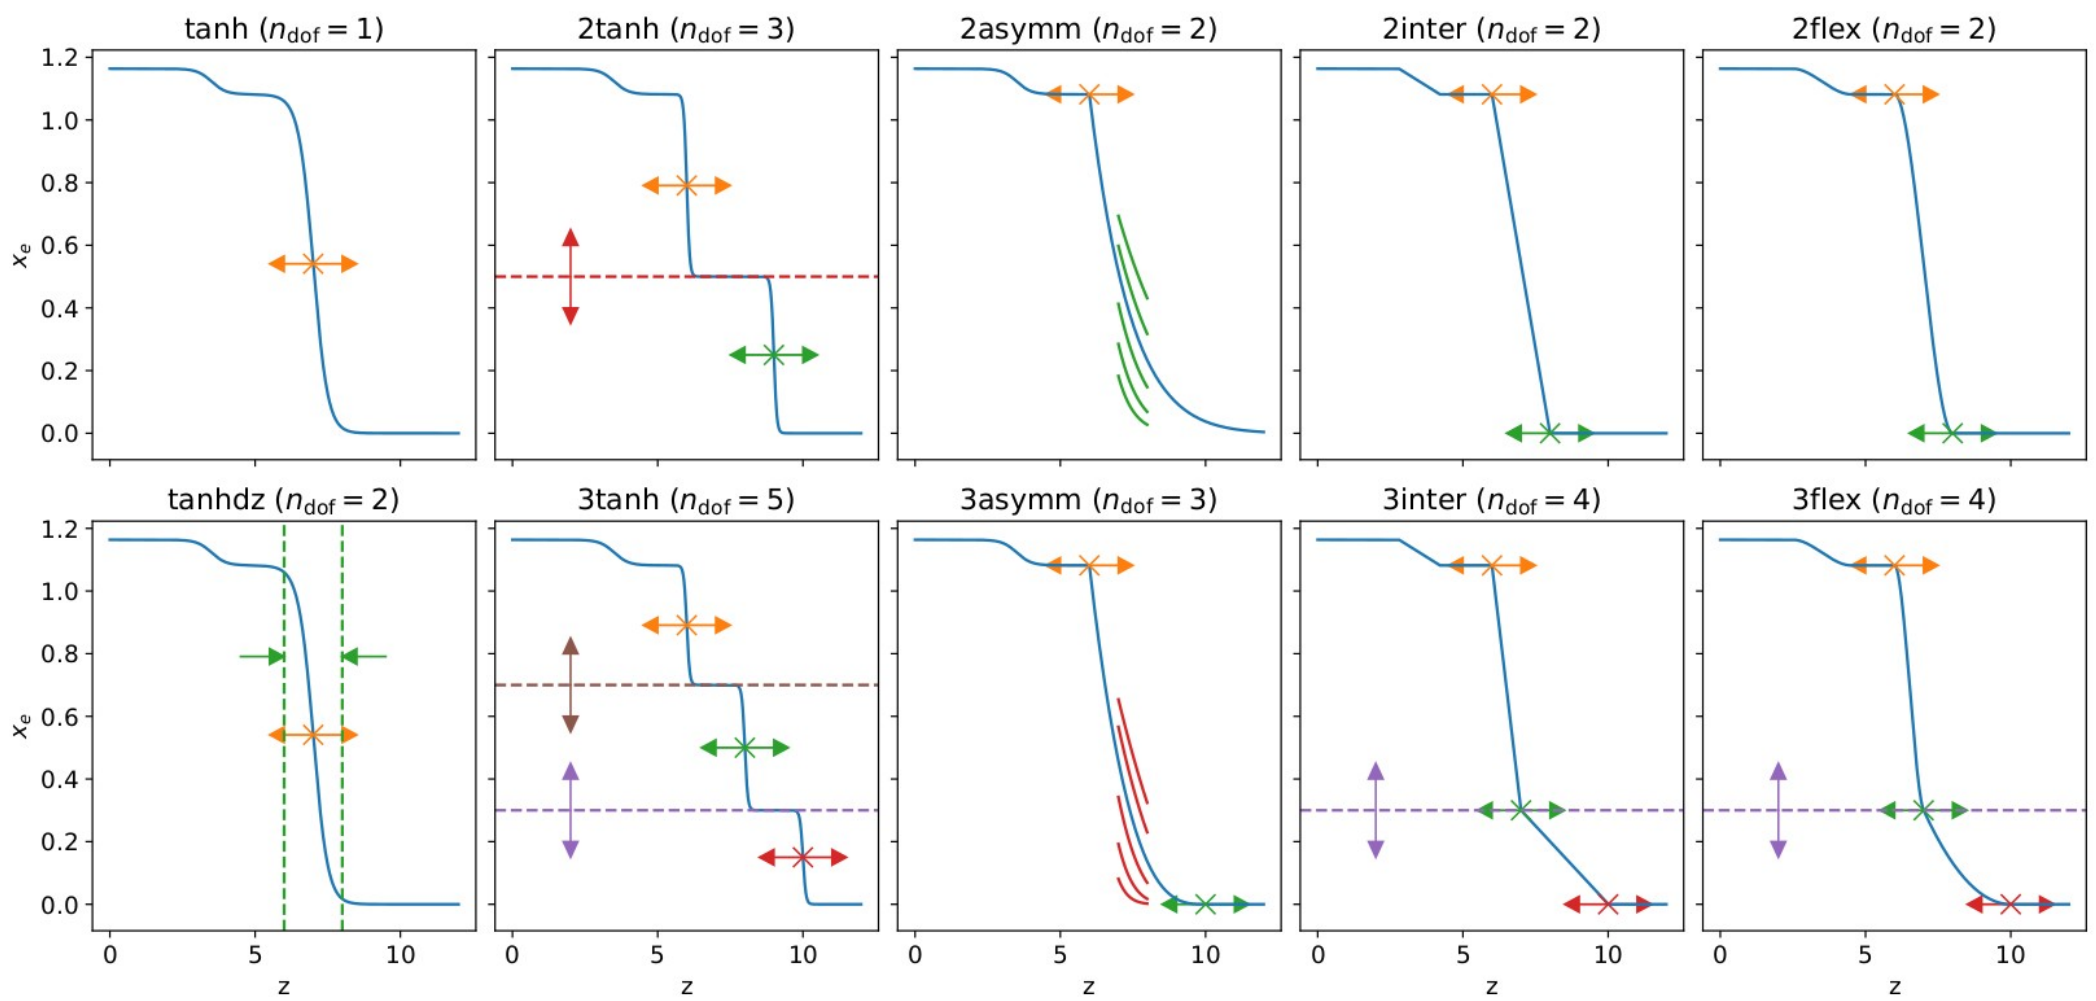 tanh (n_dof = 1)
2tanh (n_dof = 3)
2asymm (n_dof = 2)
2inter (n_dof = 2)
2flex (n_dof = 2)
1.2
1.0
0.8
0.6
0.4
0.2
0.0
x_e
tanhdz (n_dof = 2)
3tanh (n_dof = 5)
3asymm (n_dof = 3)
3inter (n_dof = 4)
3flex (n_dof = 4)
1.2
1.0
0.8
0.6
0.4
0.2
0.0
x_e
0 5 10
0 5 10
0 5 10
0 5 10
0 5 10
z
z
z
z
z